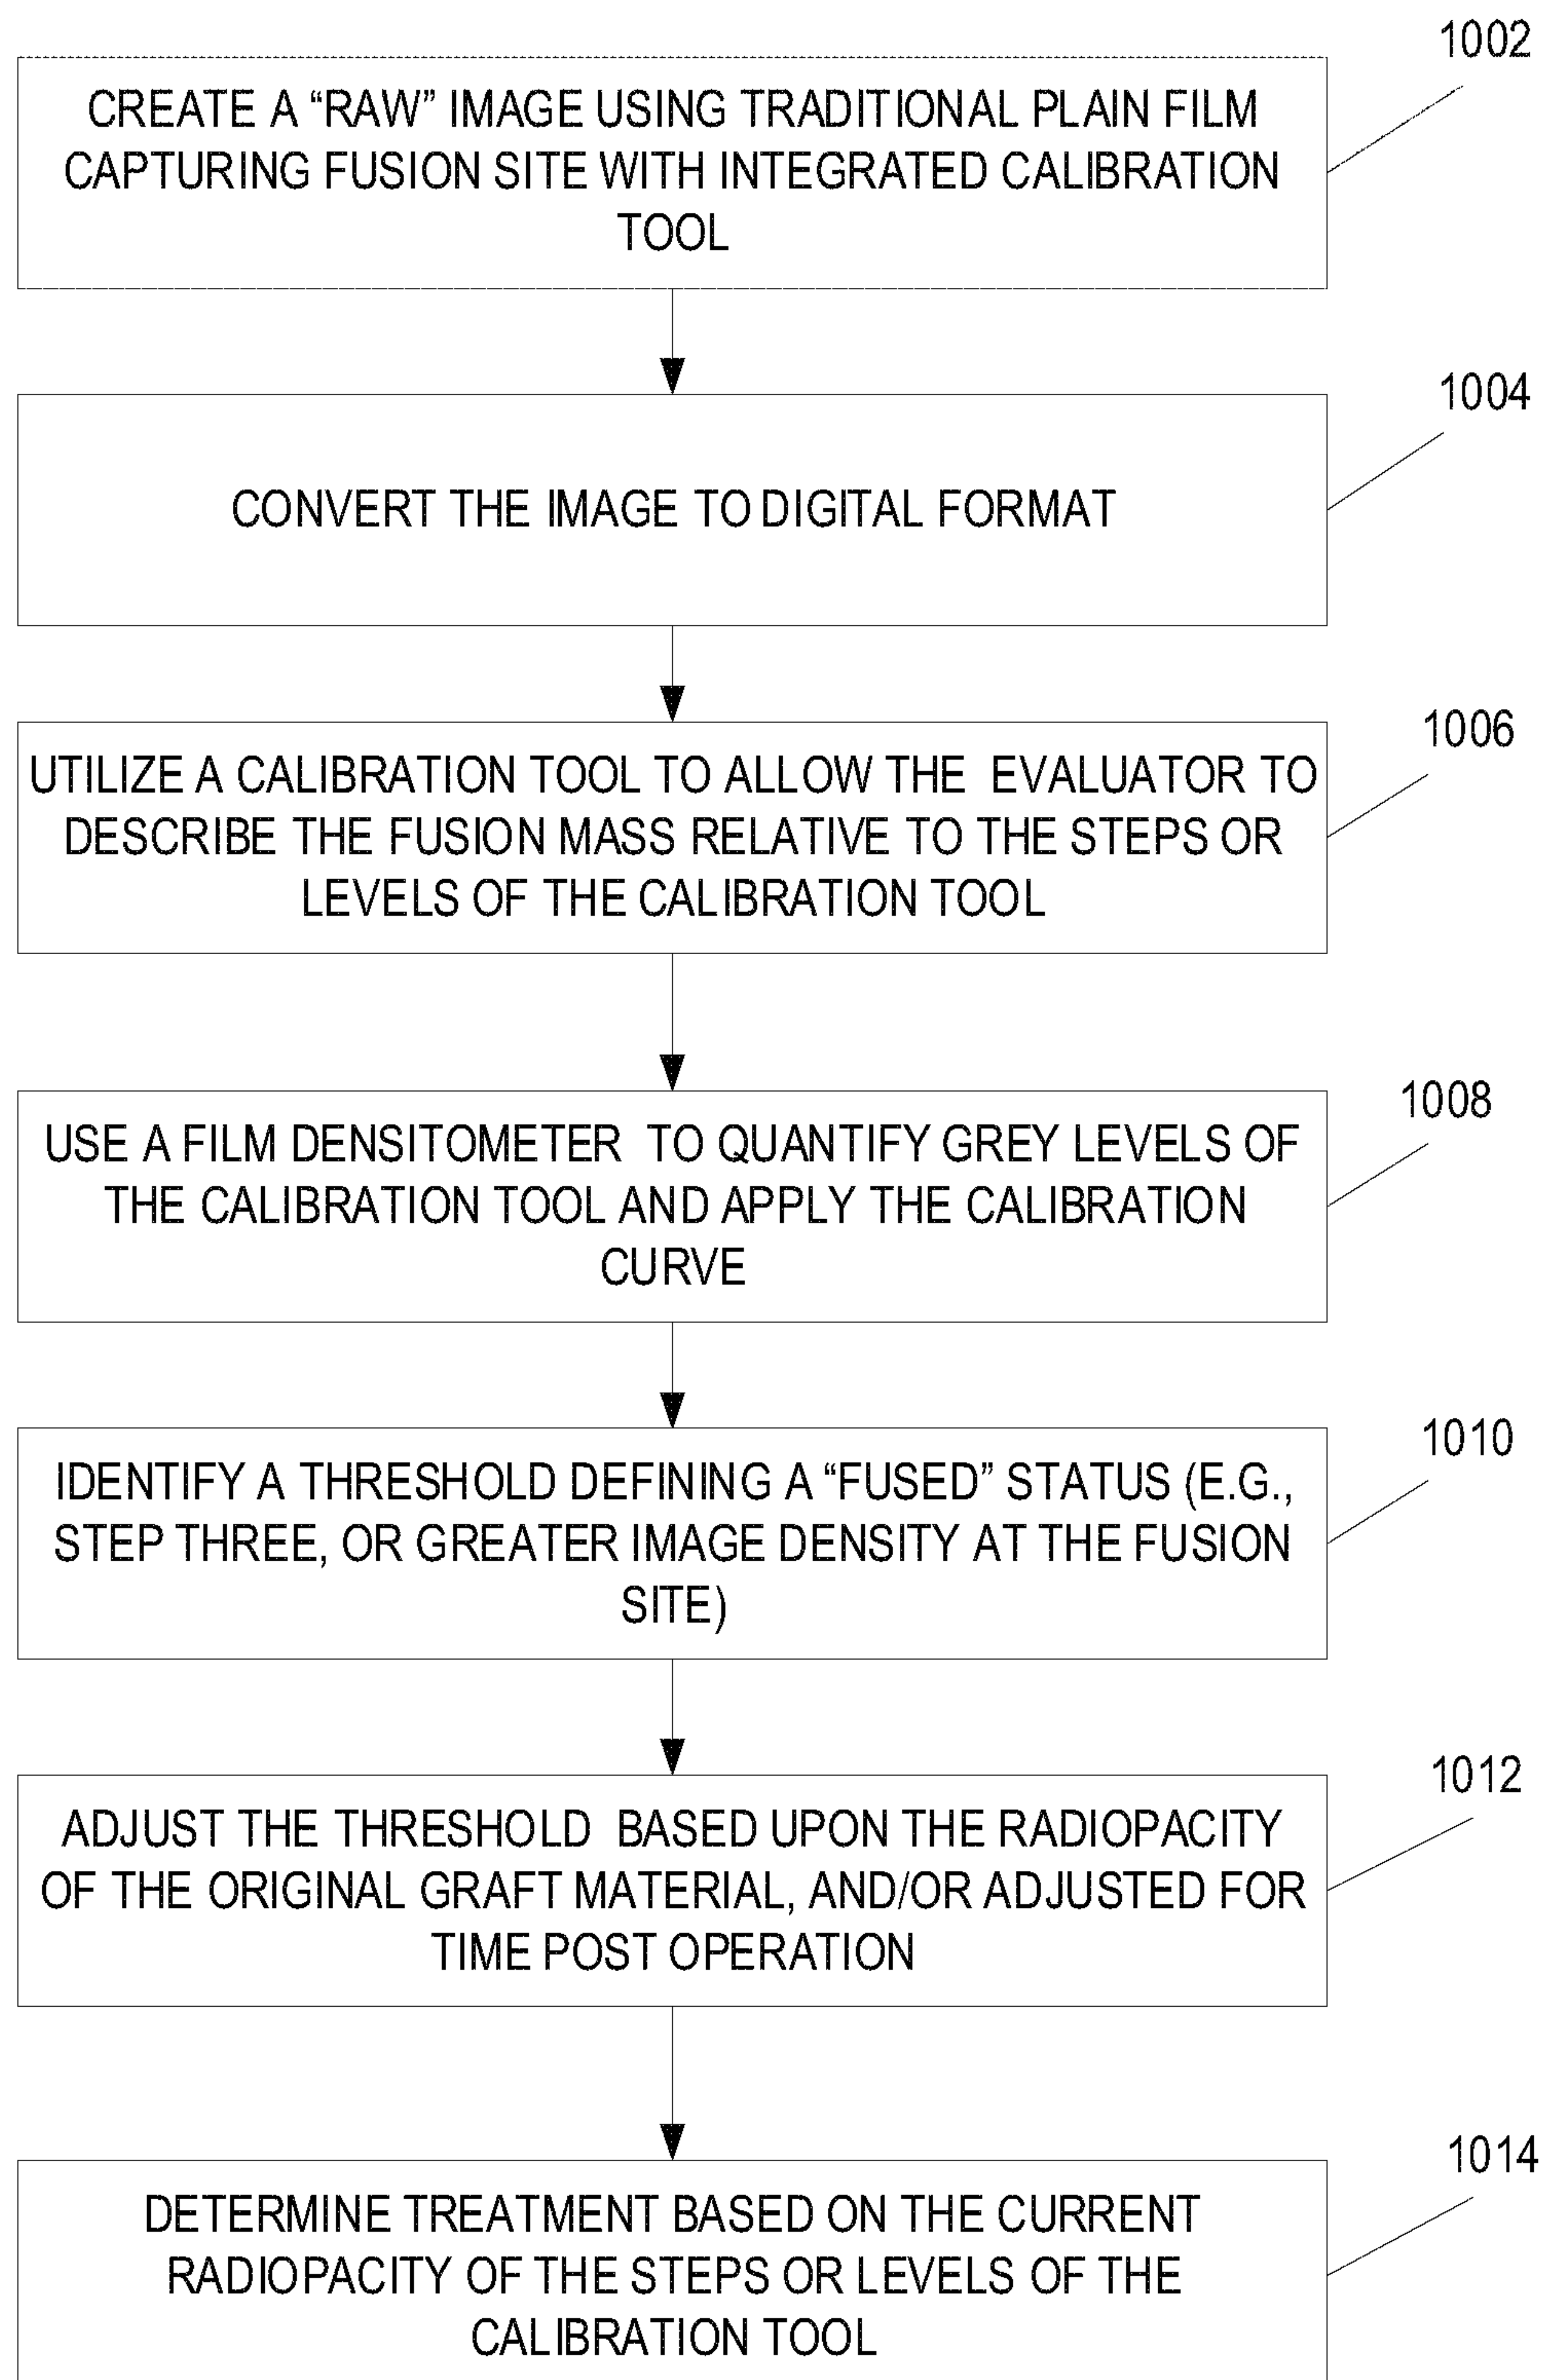 1002
CREATE A “RAW” IMAGE USING TRADITIONAL PLAIN FILM
CAPTURING FUSION SITE WITH INTEGRATED CALIBRATION
TOOL
1004
CONVERT THE IMAGE TO DIGITAL FORMAT
1006
UTILIZE A CALIBRATION TOOL TO ALLOW THE EVALUATOR TO
DESCRIBE THE FUSION MASS RELATIVE TO THE STEPS OR
LEVELS OF THE CALIBRATION TOOL
1008
USE A FILM DENSITOMETER TO QUANTIFY GREY LEVELS OF
THE CALIBRATION TOOL AND APPLY THE CALIBRATION
CURVE
1010
IDENTIFY A THRESHOLD DEFINING A “FUSED” STATUS (E.G.,
STEP THREE, OR GREATER IMAGE DENSITY AT THE FUSION
SITE)
1012
ADJUST THE THRESHOLD BASED UPON THE RADIOPACITY
OF THE ORIGINAL GRAFT MATERIAL, AND/OR ADJUSTED FOR
TIME POST OPERATION
1014
DETERMINE TREATMENT BASED ON THE CURRENT
RADIOPACITY OF THE STEPS OR LEVELS OF THE
CALIBRATION TOOL